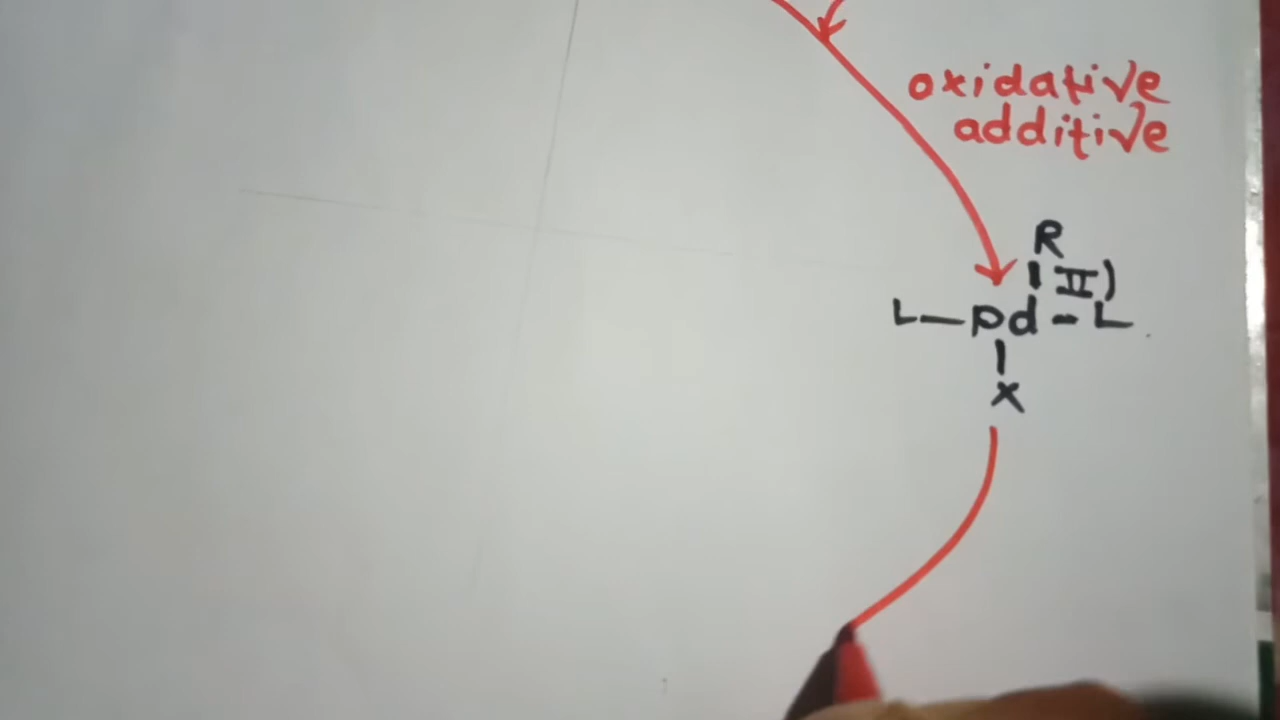 oxidative
additive
R
II)
L—Pd-L
X